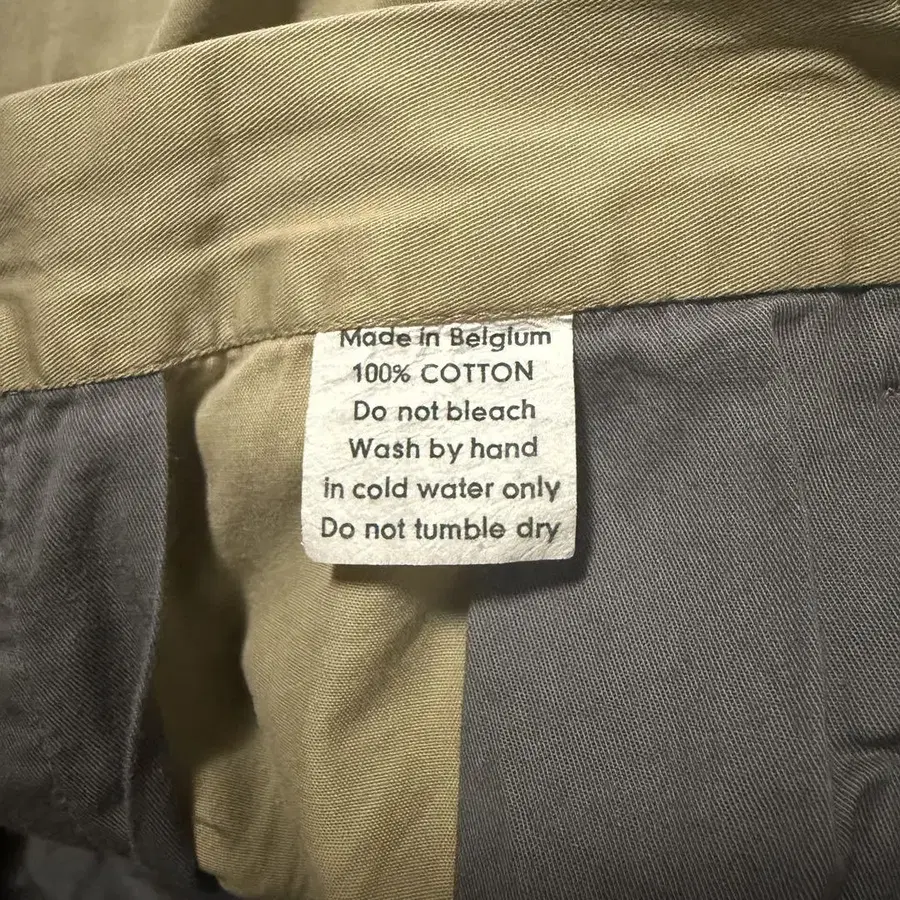 Made in Belgium
100% COTTON
Do not bleach
Wash by hand
in cold water only
Do not tumble dry